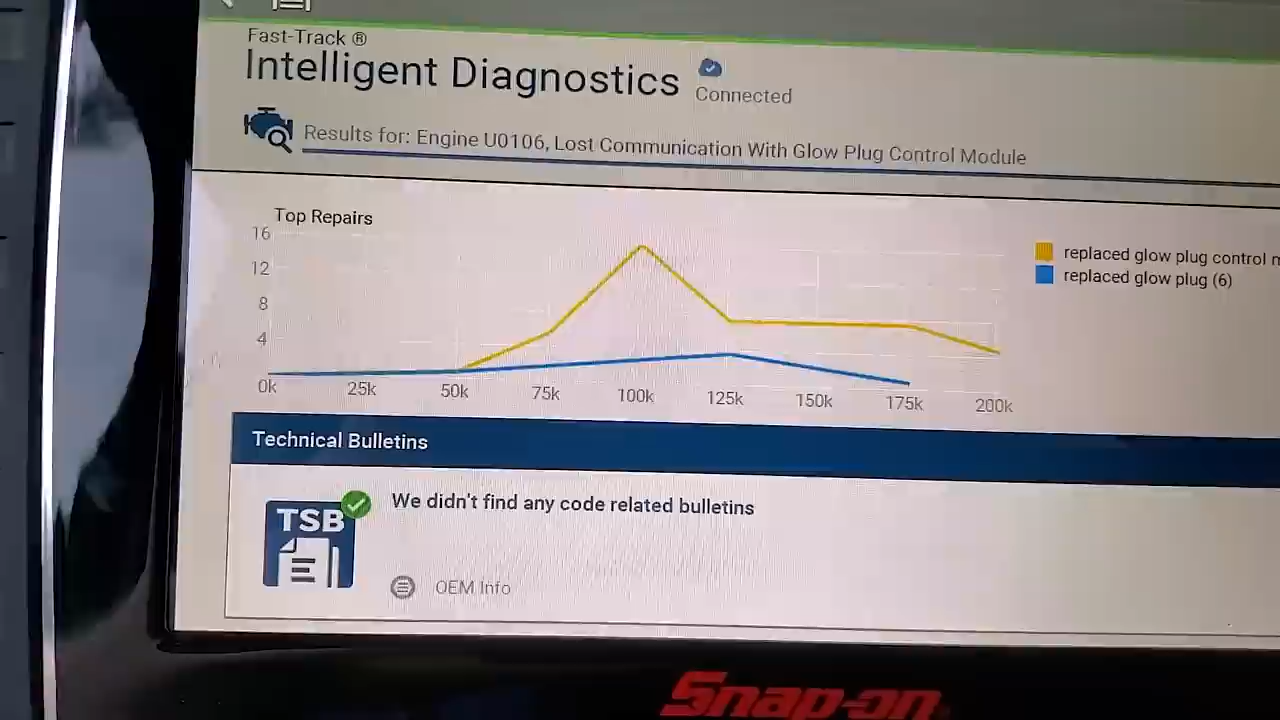 Fast-Track ®
Intelligent Diagnostics
Connected
Results for: Engine U0106, Lost Communication With Glow Plug Control Module
Top Repairs
16
12
8
4
0k 25k 50k 75k 100k 125k 150k 175k 200k
replaced glow plug control
replaced glow plug (6)
Technical Bulletins
TSB
We didn't find any code related bulletins
OEM Info
Snap-on